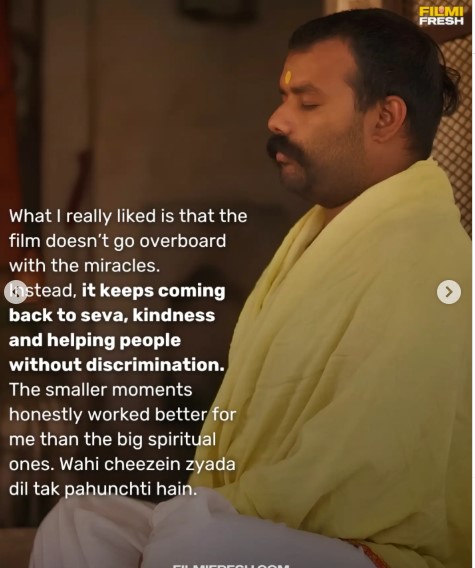 FILMI
FRESH
What I really liked is that the
film doesn't go overboard
with the miracles.
Instead, it keeps coming
back to seva, kindness
and helping people
without discrimination.
The smaller moments
honestly worked better for
me than the big spiritual
ones. Wahi cheezein zyada
dil tak pahunchti hain.
FILMIFRESH.COM